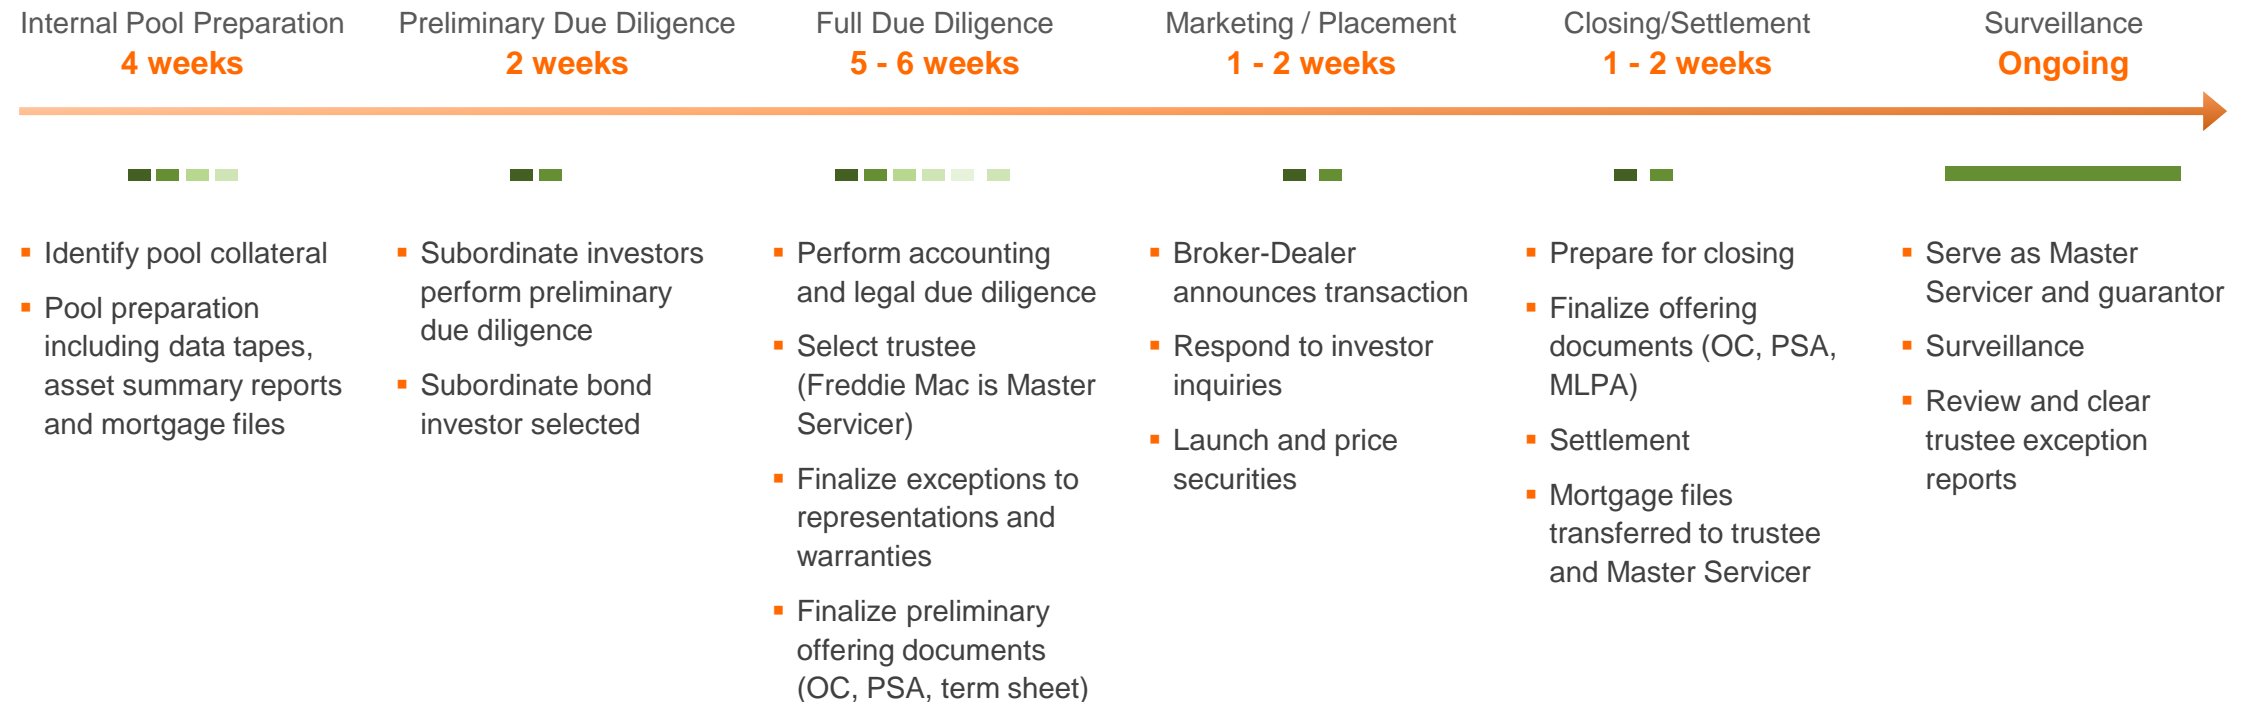 Internal Pool Preparation
4 weeks
Preliminary Due Diligence
2 weeks
Full Due Diligence
5 - 6 weeks
Marketing / Placement
1 - 2 weeks
Closing/Settlement
1 - 2 weeks
Surveillance
Ongoing
▪ Identify pool collateral
▪ Pool preparation
including data tapes,
asset summary reports
and mortgage files
▪ Subordinate investors
perform preliminary
due diligence
▪ Subordinate bond
investor selected
▪ Perform accounting
and legal due diligence
▪ Select trustee
(Freddie Mac is Master
Servicer)
▪ Finalize exceptions to
representations and
warranties
▪ Finalize preliminary
offering documents
(OC, PSA, term sheet)
▪ Broker-Dealer
announces transaction
▪ Respond to investor
inquiries
▪ Launch and price
securities
▪ Prepare for closing
▪ Finalize offering
documents (OC, PSA,
MLPA)
▪ Settlement
▪ Mortgage files
transferred to trustee
and Master Servicer
▪ Serve as Master
Servicer and guarantor
▪ Surveillance
▪ Review and clear
trustee exception
reports